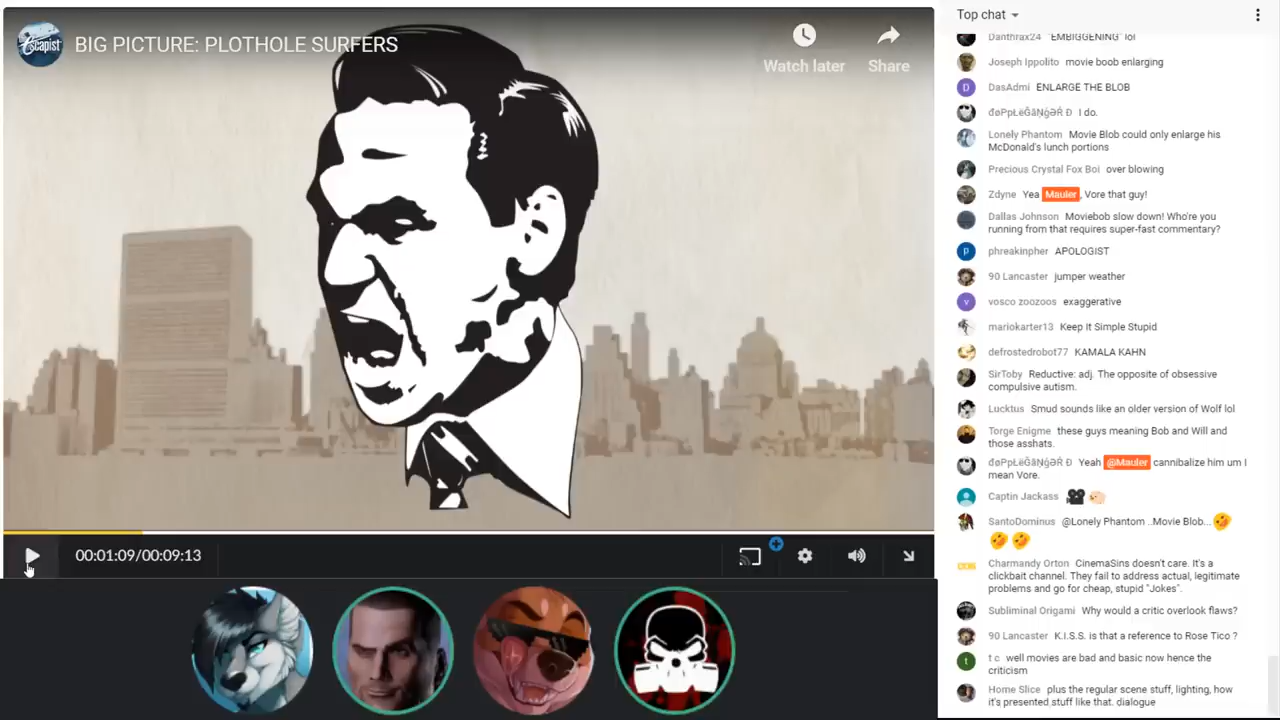 Escapist
BIG PICTURE: PLOTHOLE SURFERS
Watch later
Share
00:01:09/00:09:13
Top chat
Danthrax24 "EMBIGGENING" lol
Joseph Ippolito movie boob enlarging
DasAdmi ENLARGE THE BLOB
I do.
Lonely Phantom Movie Blob could only enlarge his
McDonald's lunch portions
Precious Crystal Fox Boi over blowing
Zdyne Yea Mauler, Vore that guy!
Dallas Johnson Moviebob slow down! Who're you
running from that requires super-fast commentary?
phreakinpher APOLOGIST
90 Lancaster jumper weather
vosco zoozoos exaggerative
mariokarter13 Keep It Simple Stupid
defrostedrobot77 KAMALA KAHN
SirToby Reductive: adj. The opposite of obsessive
compulsive autism.
Lucktus Smud sounds like an older version of Wolf lol
Torge Enigme these guys meaning Bob and Will and
those asshats.
Yeah @Mauler cannibalize him um I
mean Vore.
Captin Jackass 🎥🐡
SantoDominus @Lonely Phantom ..Movie Bob...
Charmandy Orton CinemaSins doesn't care. It's a
clickbait channel. They fail to address actual, legitimate
problems and go for cheap, stupid "Jokes".
Subliminal Origami Why would a critic overlook flaws?
90 Lancaster K.I.S.S. is that a reference to Rose Tico ?
t c well movies are bad and basic now hence the
criticism
Home Slice plus the regular scene stuff, lighting, how
it's presented stuff like that. dialogue